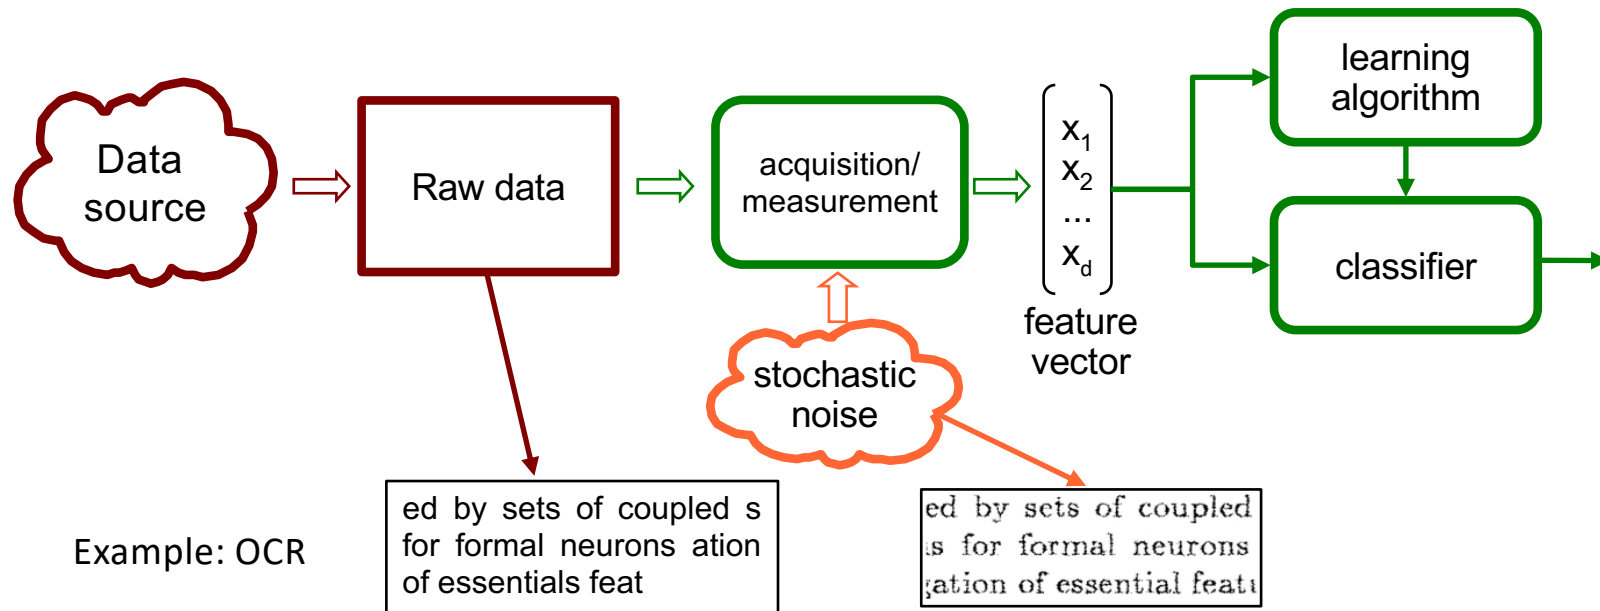 Data
source
Raw data
acquisition/
measurement
x1
x2
...
xd
feature
vector
learning
algorithm
classifier
stochastic
noise
Example: OCR
ed by sets of coupled s
for formal neurons ation
of essentials feat
ed by sets of coupled
s for formal neurons
ation of essential feat